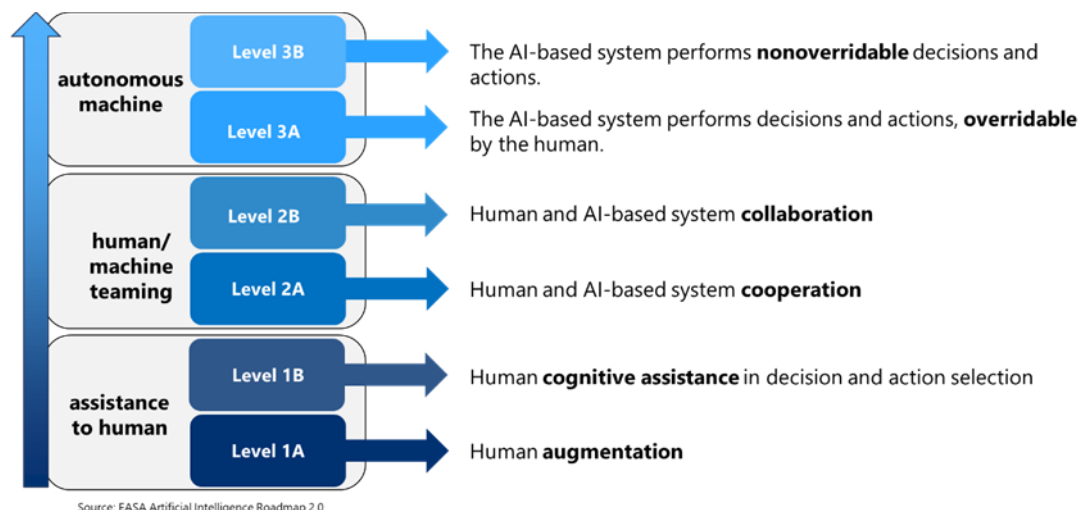 Level 3B
The AI-based system performs nonoverridable decisions and
actions.
autonomous
machine
Level 3A
The AI-based system performs decisions and actions, overridable
by the human.
Level 2B
Human and AI-based system collaboration
human/
machine
teaming
Level 2A
Human and AI-based system cooperation
Level 1B
Human cognitive assistance in decision and action selection
assistance
to human
Level 1A
Human augmentation
Source: EASA Artificial Intelligence Roadmap 2.0